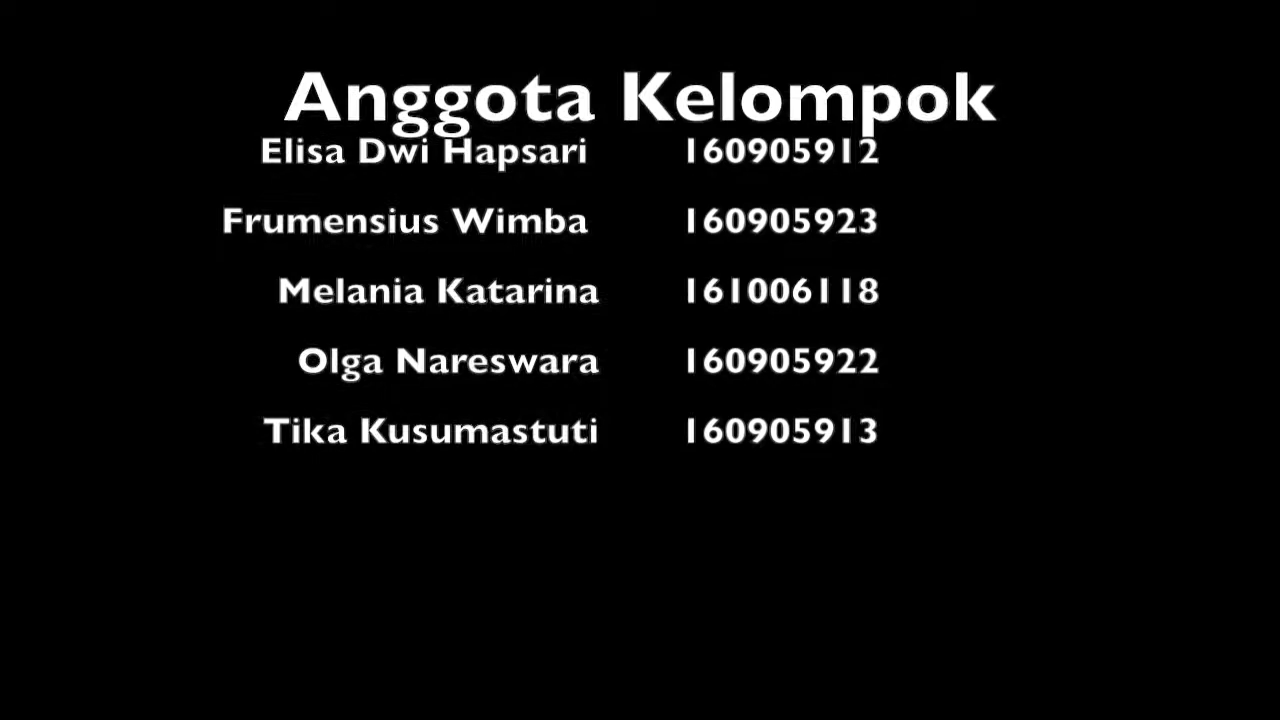 Anggota Kelompok
Elisa Dwi Hapsari 160905912
Frumensius Wimba 160905923
Melania Katarina 161006118
Olga Nareswara 160905922
Tika Kusumastuti 160905913